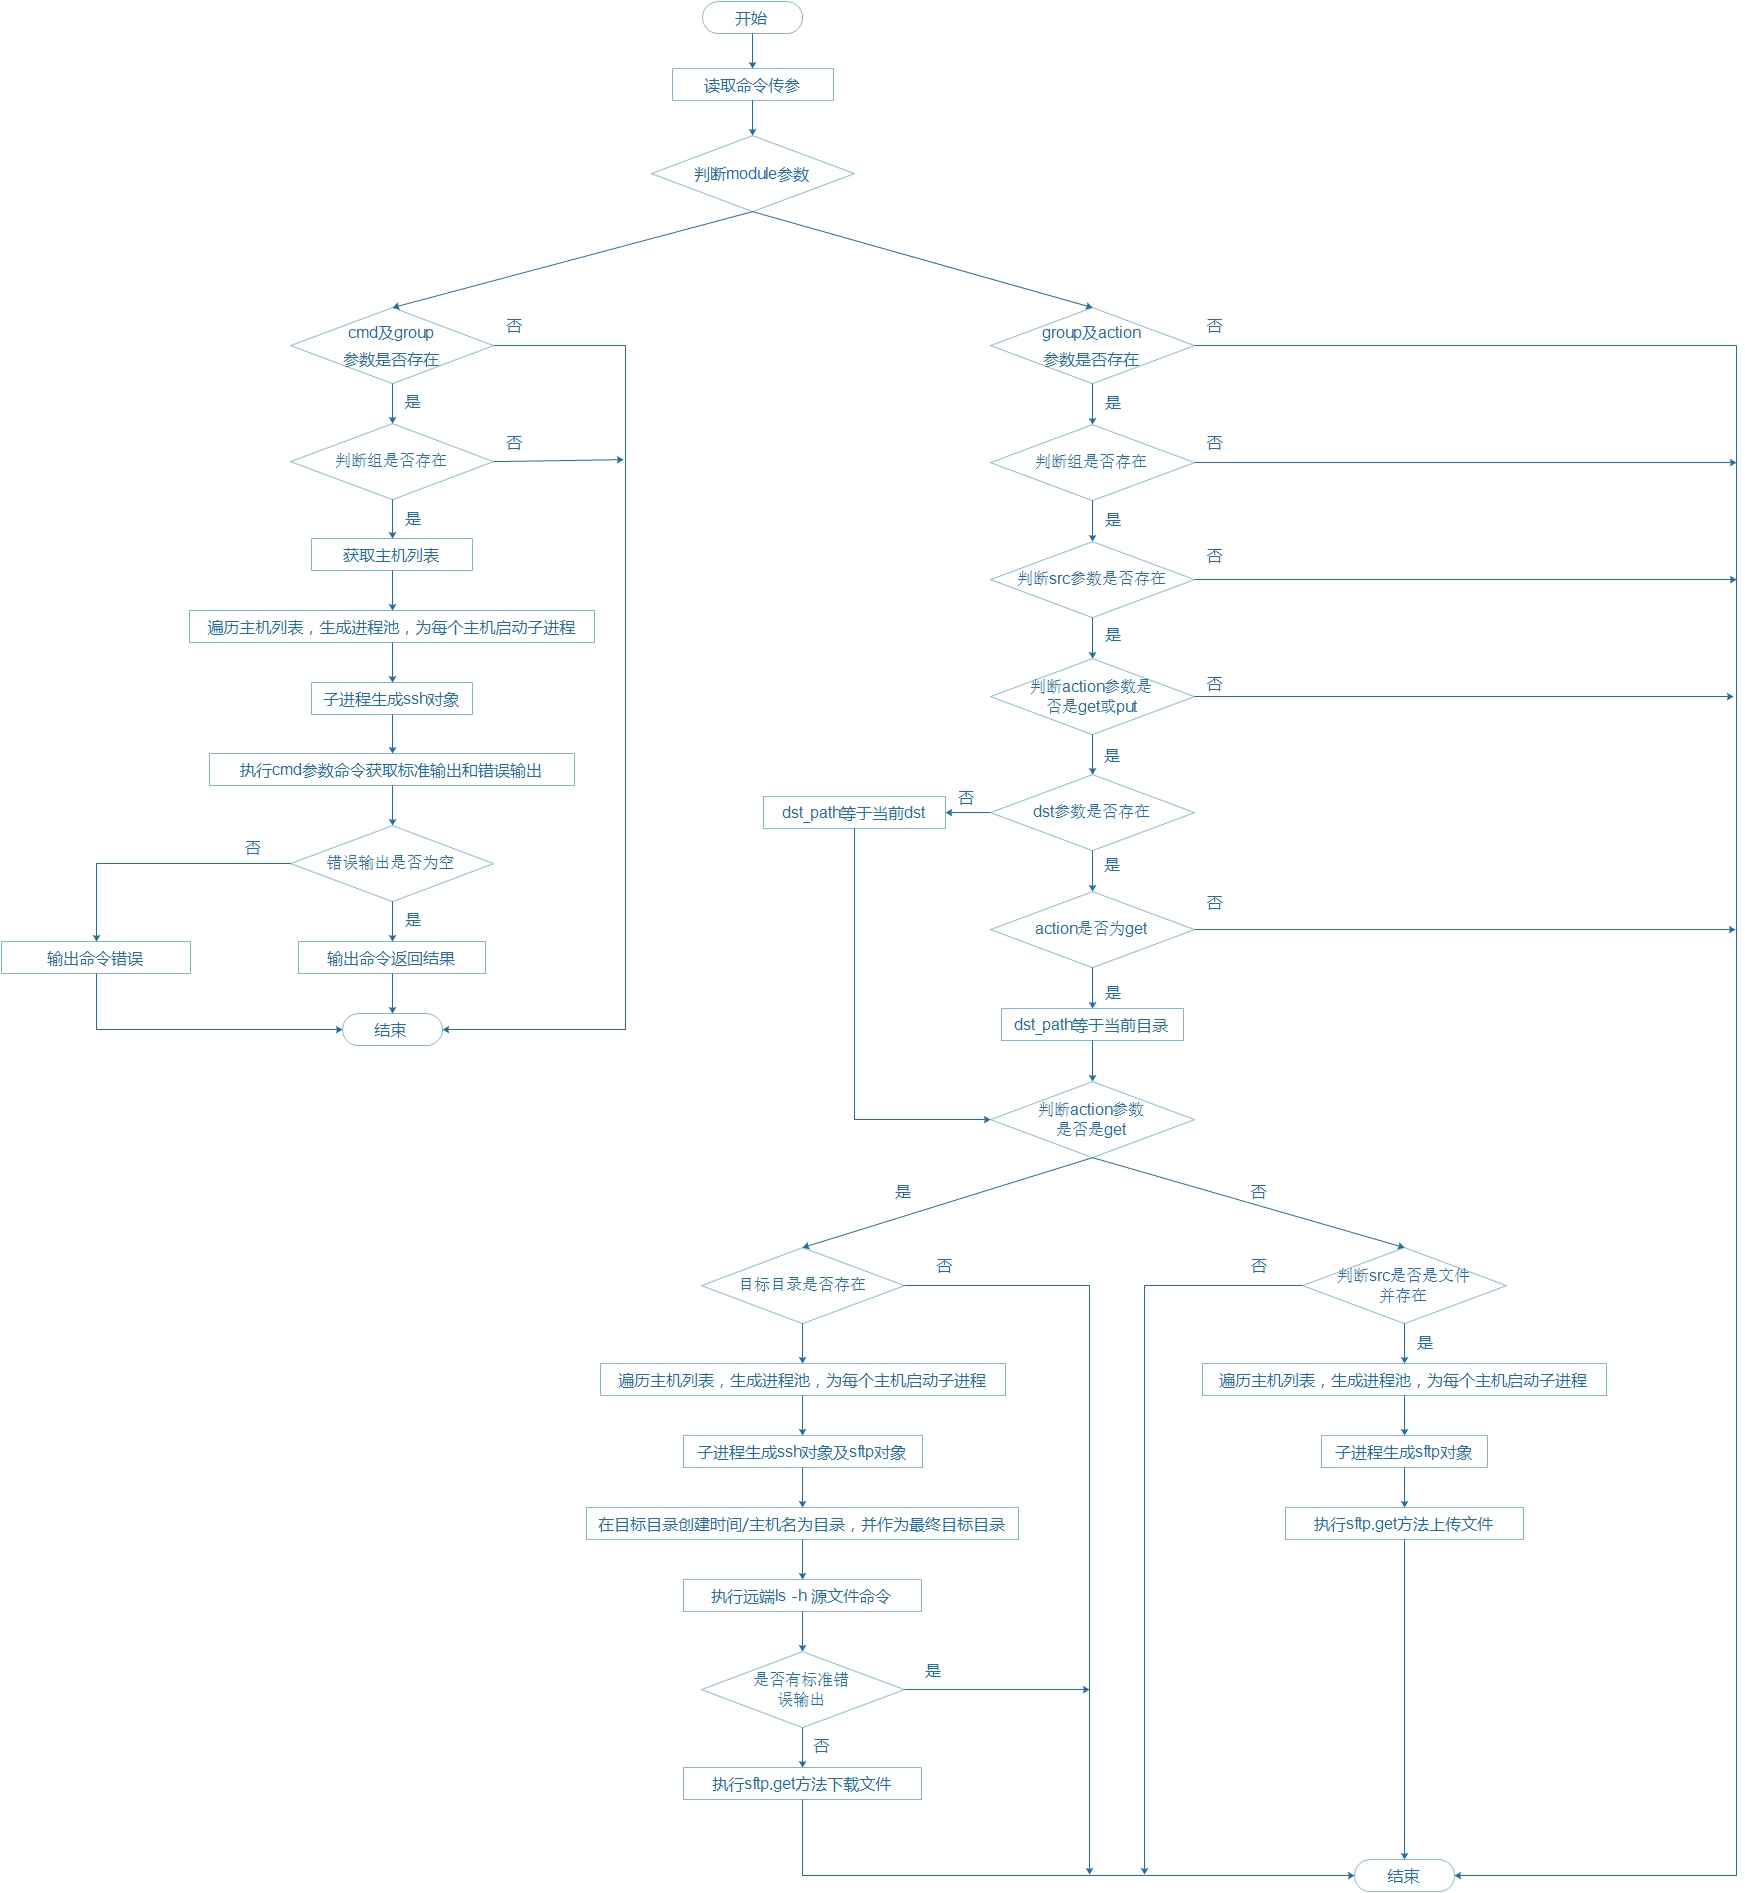 开始
读取命令传参
判断module参数
cmd及group
参数是否存在
否
是
判断组是否存在
否
是
获取主机列表
遍历主机列表，生成进程池，为每个主机启动子进程
子进程生成ssh对象
执行cmd参数命令获取标准输出和错误输出
错误输出是否为空
否
是
输出命令错误
输出命令返回结果
结束
group及action
参数是否存在
否
是
判断组是否存在
否
是
判断src参数是否存在
否
是
判断action参数是
否是get或put
否
是
dst参数是否存在
否
dst_path等于当前dst
是
action是否为get
否
是
dst_path等于当前目录
判断action参数
是否是get
是
否
目标目录是否存在
否
遍历主机列表，生成进程池，为每个主机启动子进程
子进程生成ssh对象及sftp对象
在目标目录创建时间/主机名为目录，并作为最终目标目录
执行远端ls -h 源文件命令
是否有标准错
误输出
是
否
执行sftp.get方法下载文件
判断src是否是文件
并存在
否
是
遍历主机列表，生成进程池，为每个主机启动子进程
子进程生成sftp对象
执行sftp.get方法上传文件
结束